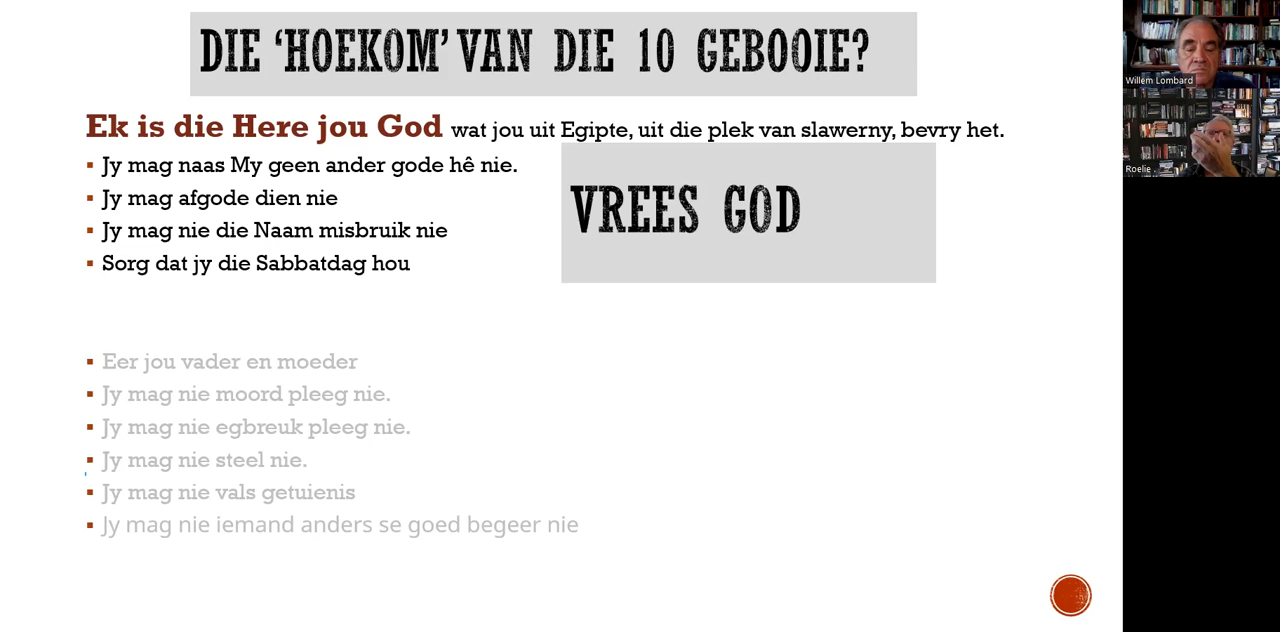 DIE ‘HOEKOM’ VAN DIE 10 GEBOOIE?
Ek is die Here jou God wat jou uit Egipte, uit die plek van slawerny, bevry het.
▪ Jy mag naas My geen ander gode hê nie.
▪ Jy mag afgode dien nie
▪ Jy mag nie die Naam misbruik nie
▪ Sorg dat jy die Sabbatdag hou
VREES GOD
▪ Eer jou vader en moeder
▪ Jy mag nie moord pleeg nie.
▪ Jy mag nie egbreuk pleeg nie.
▪ Jy mag nie steel nie.
▪ Jy mag nie vals getuienis
▪ Jy mag nie iemand anders se goed begeer nie
Willem Lombard
Roelie .